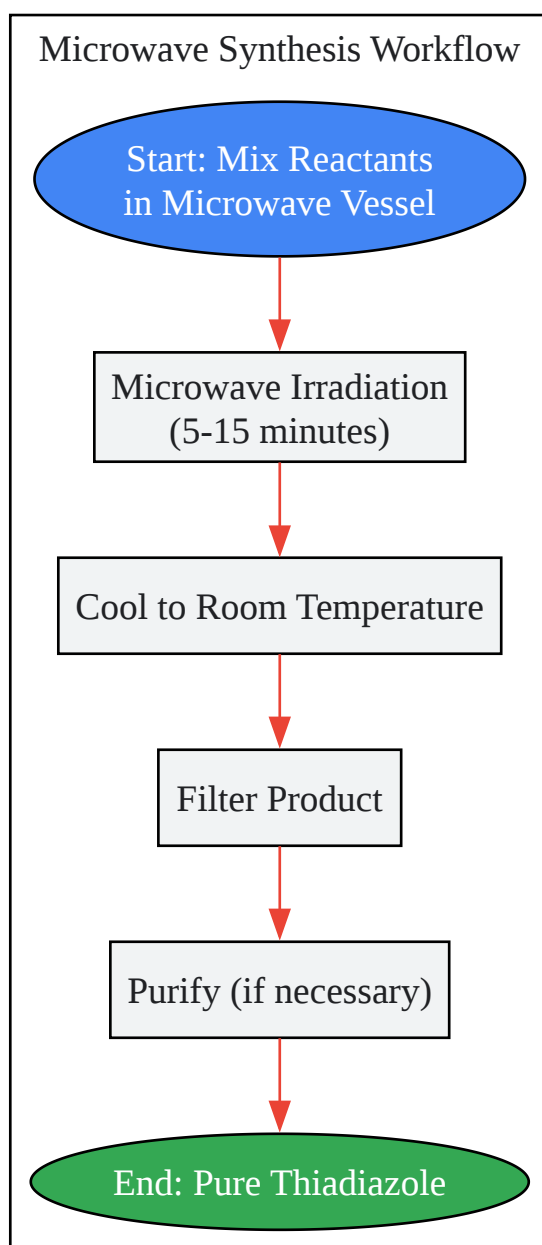 Microwave Synthesis Workflow
Start: Mix Reactants
in Microwave Vessel
Microwave Irradiation
(5-15 minutes)
Cool to Room Temperature
Filter Product
Purify (if necessary)
End: Pure Thiadiazole